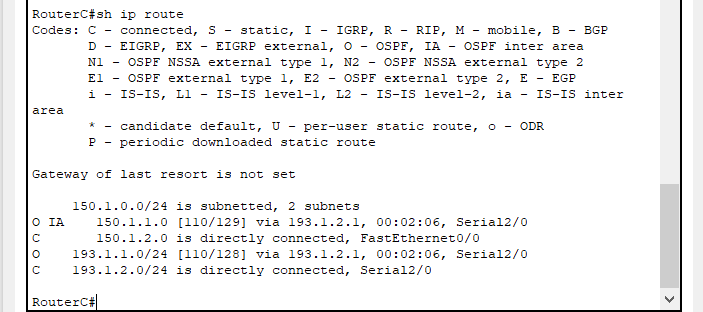 RouterC#sh ip route
Codes: C - connected, S - static, I - IGRP, R - RIP, M - mobile, B - BGP
       D - EIGRP, EX - EIGRP external, O - OSPF, IA - OSPF inter area
       N1 - OSPF NSSA external type 1, N2 - OSPF NSSA external type 2
       E1 - OSPF external type 1, E2 - OSPF external type 2, E - EGP
       i - IS-IS, L1 - IS-IS level-1, L2 - IS-IS level-2, ia - IS-IS inter
area
       * - candidate default, U - per-user static route, o - ODR
       P - periodic downloaded static route
Gateway of last resort is not set
     150.1.0.0/24 is subnetted, 2 subnets
O IA    150.1.1.0 [110/129] via 193.1.2.1, 00:02:06, Serial2/0
C       150.1.2.0 is directly connected, FastEthernet0/0
O    193.1.1.0/24 [110/128] via 193.1.2.1, 00:02:06, Serial2/0
C    193.1.2.0/24 is directly connected, Serial2/0
RouterC#